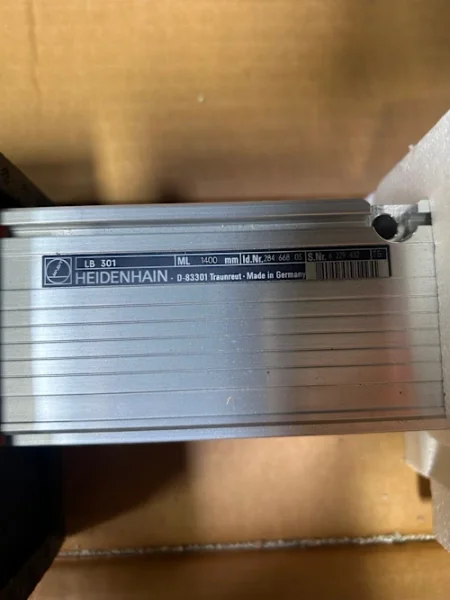 LB 301 ML 1400 mm Id.Nr. 284 668 05 S.Nr.
HEIDENHAIN · D-83301 Traunreut · Made in Germany